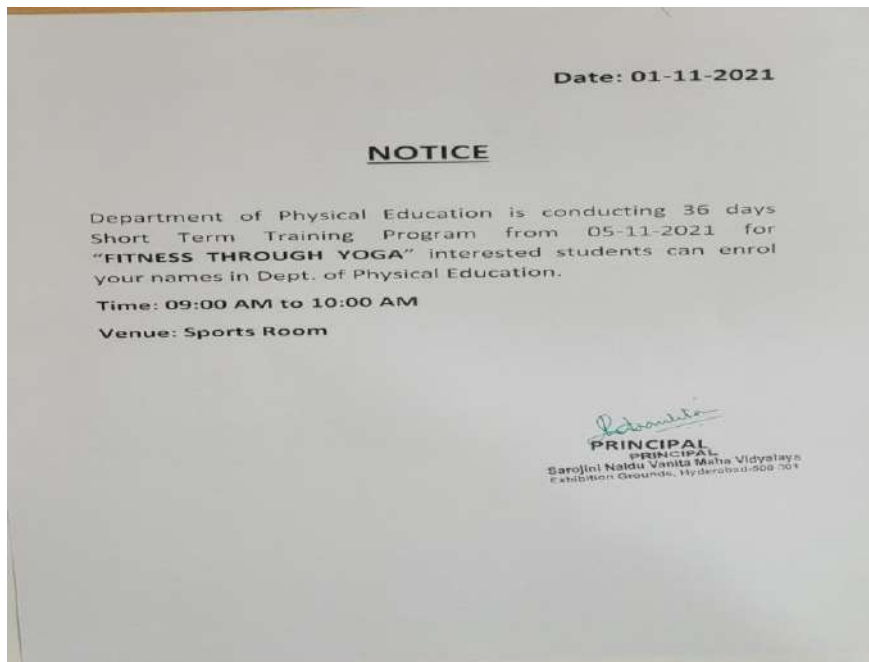 Date: 01-11-2021
NOTICE
Department of Physical Education is conducting 36 days
Short Term Training Program from 05-11-2021 for
“FITNESS THROUGH YOGA” interested students can enrol
your names in Dept. of Physical Education.
Time: 09:00 AM to 10:00 AM
Venue: Sports Room
PRINCIPAL
PRINCIPAL
Sarojini Naidu Vanita Maha Vidyalaya
Exhibition Grounds, Hyderabad-500 001